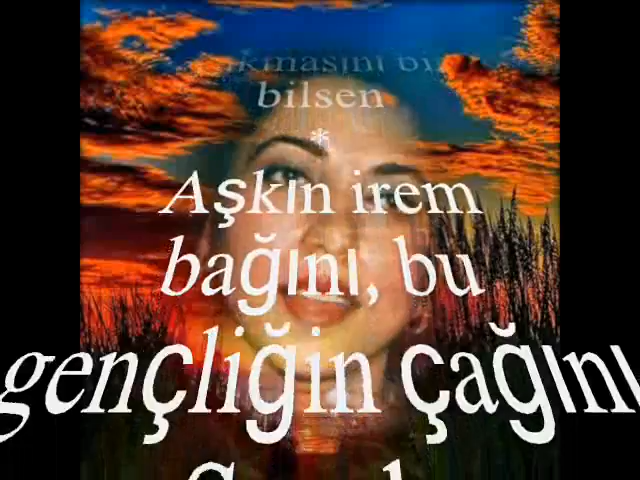 bilsen
*
Aşkın irem
bağını, bu
gençliğin çağını